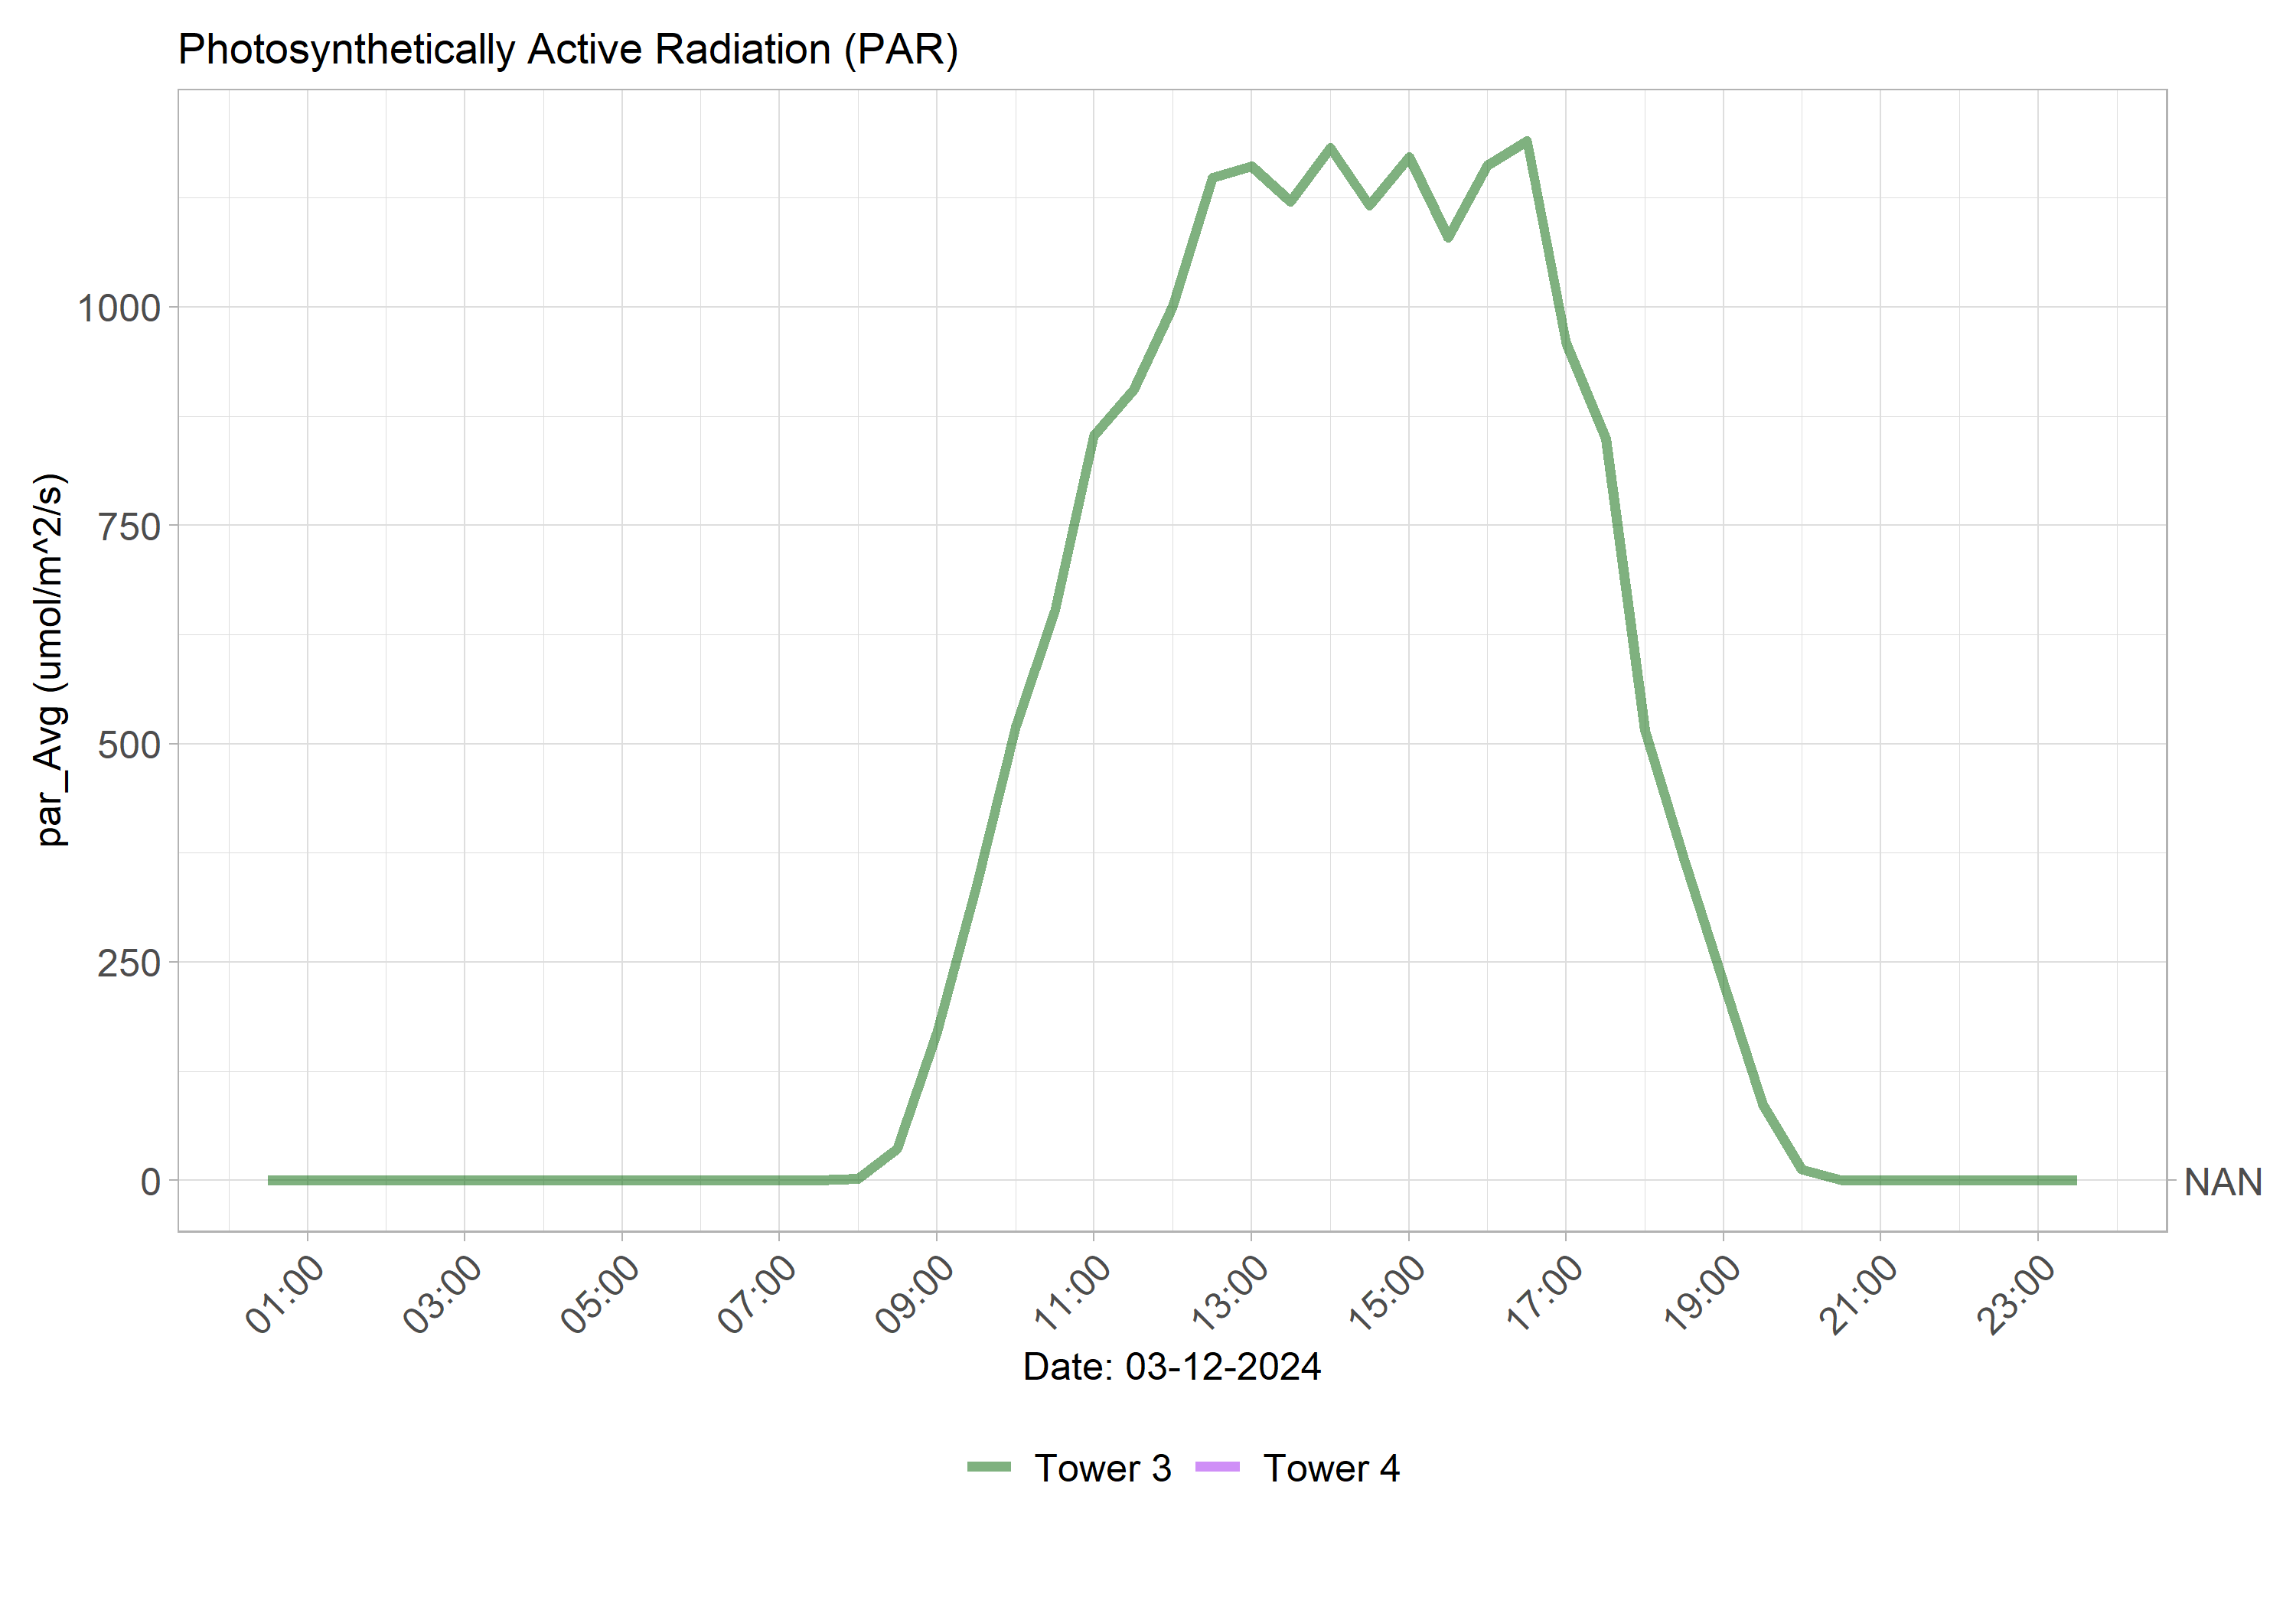 Photosynthetically Active Radiation (PAR)
par_Avg (umol/m^2/s)
1000
750
500
250
0
NAN
01:00 03:00 05:00 07:00 09:00 11:00 13:00 15:00 17:00 19:00 21:00 23:00
Date: 03-12-2024
Tower 3 Tower 4